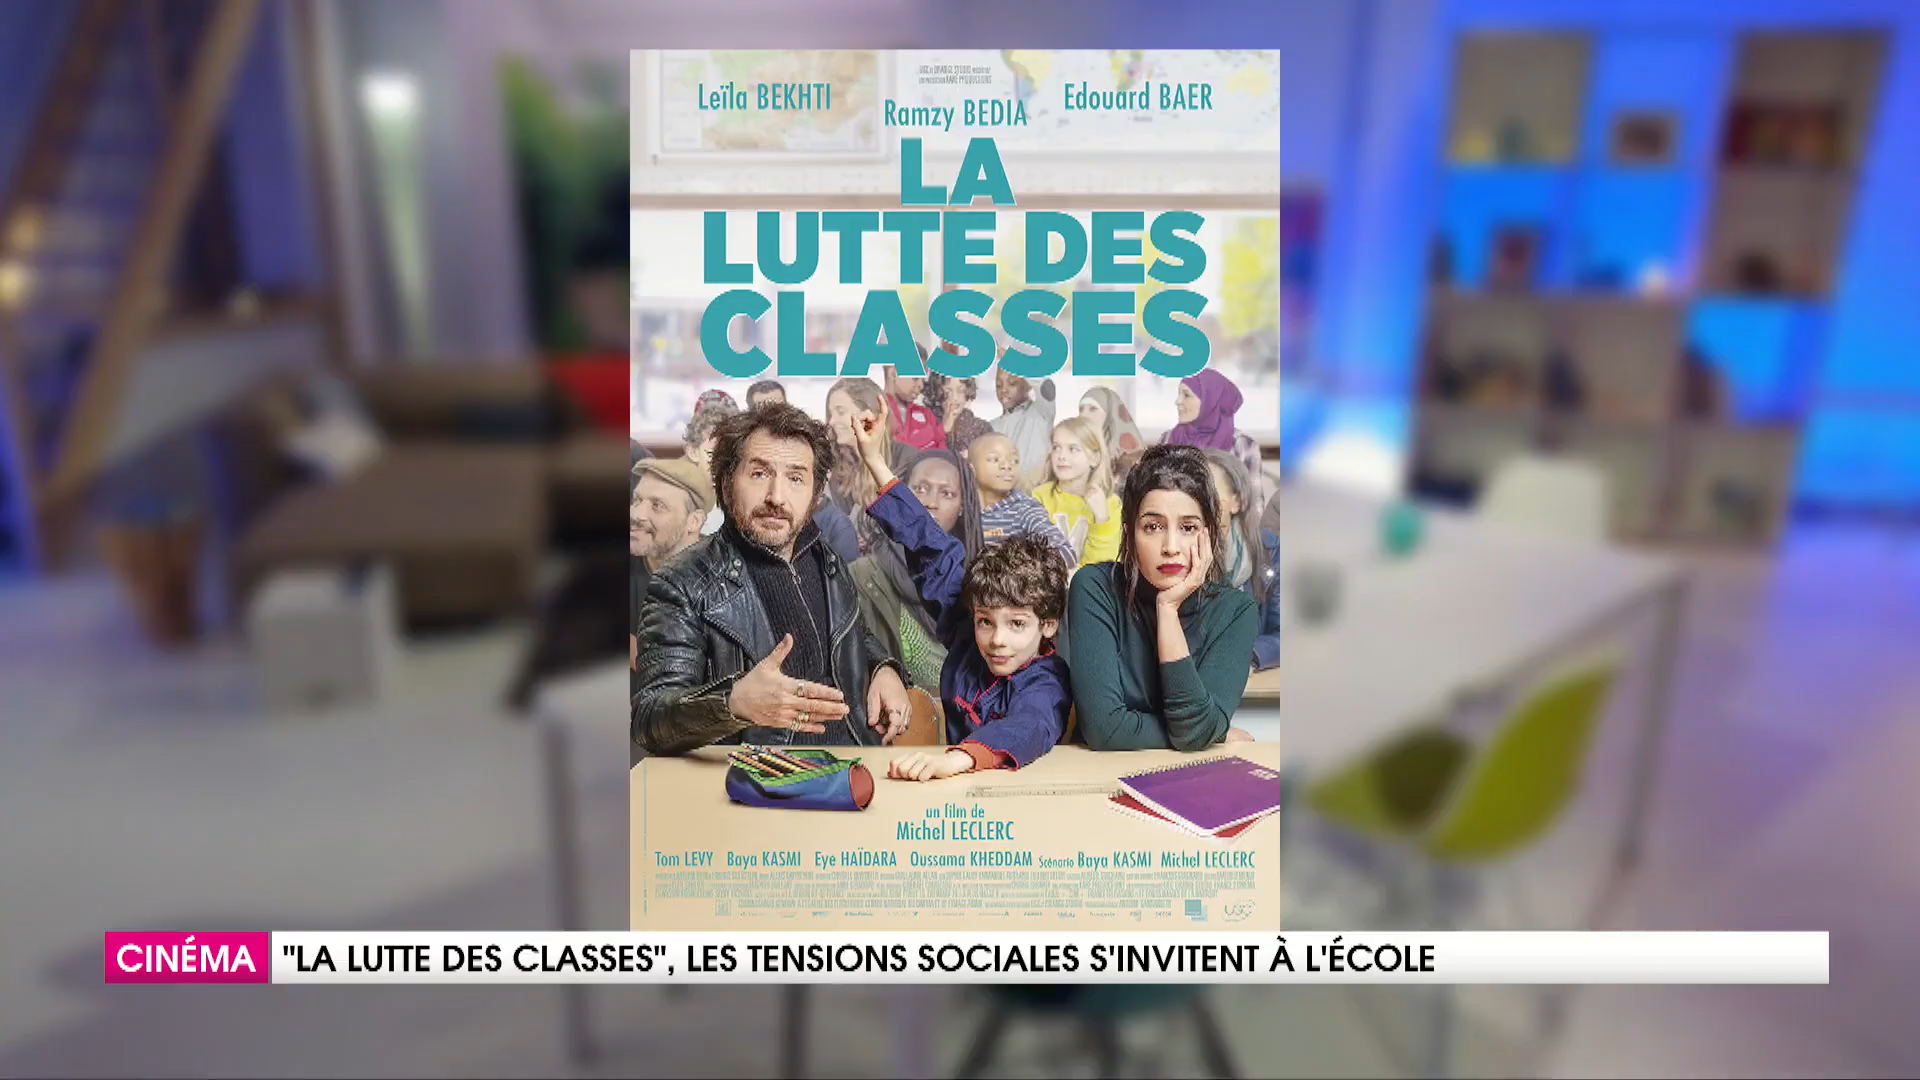 Leïla BEKHTI
Ramzy BEDIA
Edouard BAER
LA
LUTTE DES
CLASSES
un film de
Michel LECLERC
Tom LEVY Baya KASMI Eye HAÏDARA Oussama KHEDDAM Scénario Baya KASMI Michel LECLERC
UGC
CINÉMA "LA LUTTE DES CLASSES", LES TENSIONS SOCIALES S'INVITENT À L'ÉCOLE